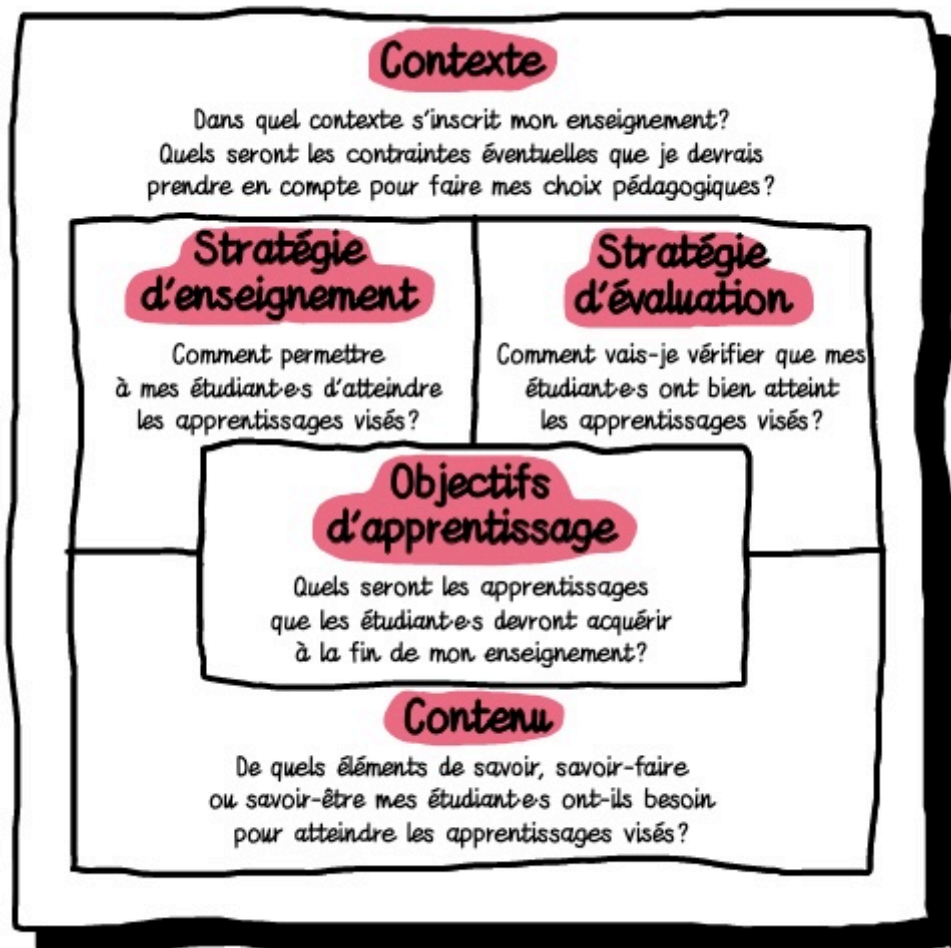 Contexte
Dans quel contexte s'inscrit mon enseignement?
Quels seront les contraintes éventuelles que je devrais
prendre en compte pour faire mes choix pédagogiques?
Stratégie
d'enseignement
Comment permettre
à mes étudiant·e·s d'atteindre
les apprentissages visés?
Stratégie
d'évaluation
Comment vais-je vérifier que mes
étudiant·e·s ont bien atteint
les apprentissages visés?
Objectifs
d'apprentissage
Quels seront les apprentissages
que les étudiant·e·s devront acquérir
à la fin de mon enseignement?
Contenu
De quels éléments de savoir, savoir-faire
ou savoir-être mes étudiant·e·s ont-ils besoin
pour atteindre les apprentissages visés?